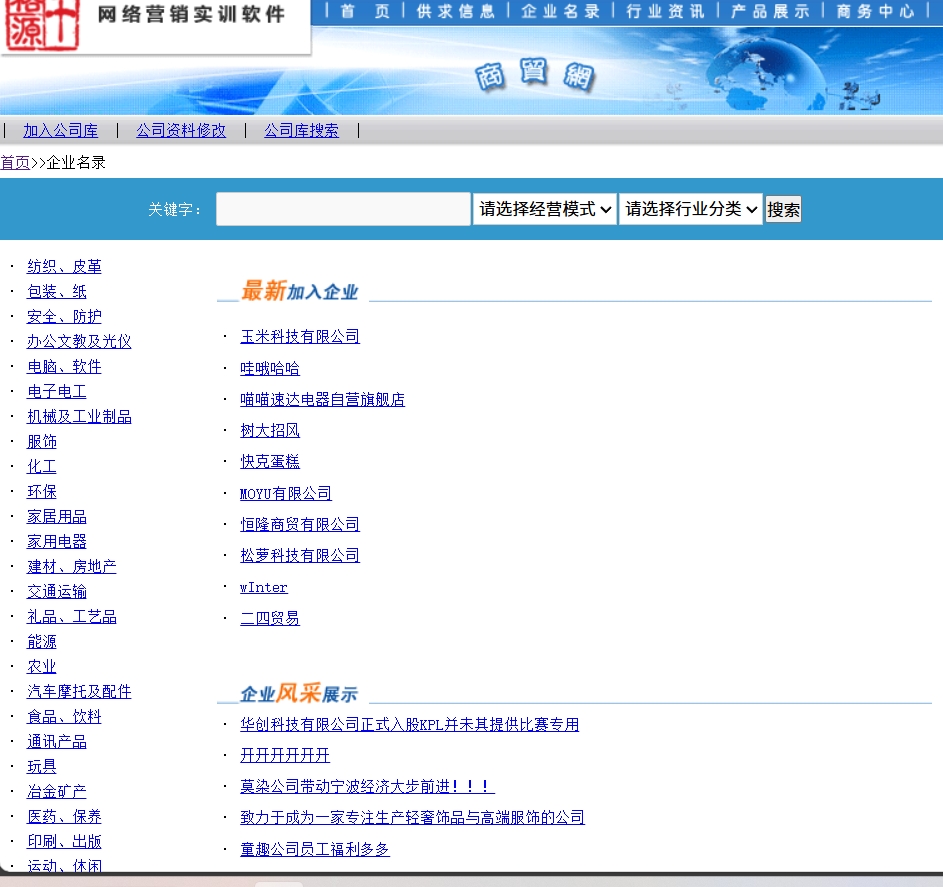 源 十
网络营销实训软件
| 首 页 | 供求信息 | 企业名录 | 行业资讯 | 产品展示 | 商务中心 |
商貿網
| 加入公司库 | 公司资料修改 | 公司库搜索 |
首页>>企业名录
关键字： 请选择经营模式 请选择行业分类 搜索
· 纺织、皮革
· 包装、纸
· 安全、防护
· 办公文教及光仪
· 电脑、软件
· 电子电工
· 机械及工业制品
· 服饰
· 化工
· 环保
· 家居用品
· 家用电器
· 建材、房地产
· 交通运输
· 礼品、工艺品
· 能源
· 农业
· 汽车摩托及配件
· 食品、饮料
· 通讯产品
· 玩具
· 冶金矿产
· 医药、保养
· 印刷、出版
· 运动、休闲
最新加入企业
· 玉米科技有限公司
· 哇哦哈哈
· 喵喵速达电器自营旗舰店
· 树大招风
· 快克蛋糕
· MOYU有限公司
· 恒隆商贸有限公司
· 松萝科技有限公司
· wInter
· 二四贸易
企业风采展示
· 华创科技有限公司正式入股KPL并未其提供比赛专用
· 开开开开开开
· 莫染公司带动宁波经济大步前进！！！
· 致力于成为一家专注生产轻奢饰品与高端服饰的公司
· 童趣公司员工福利多多